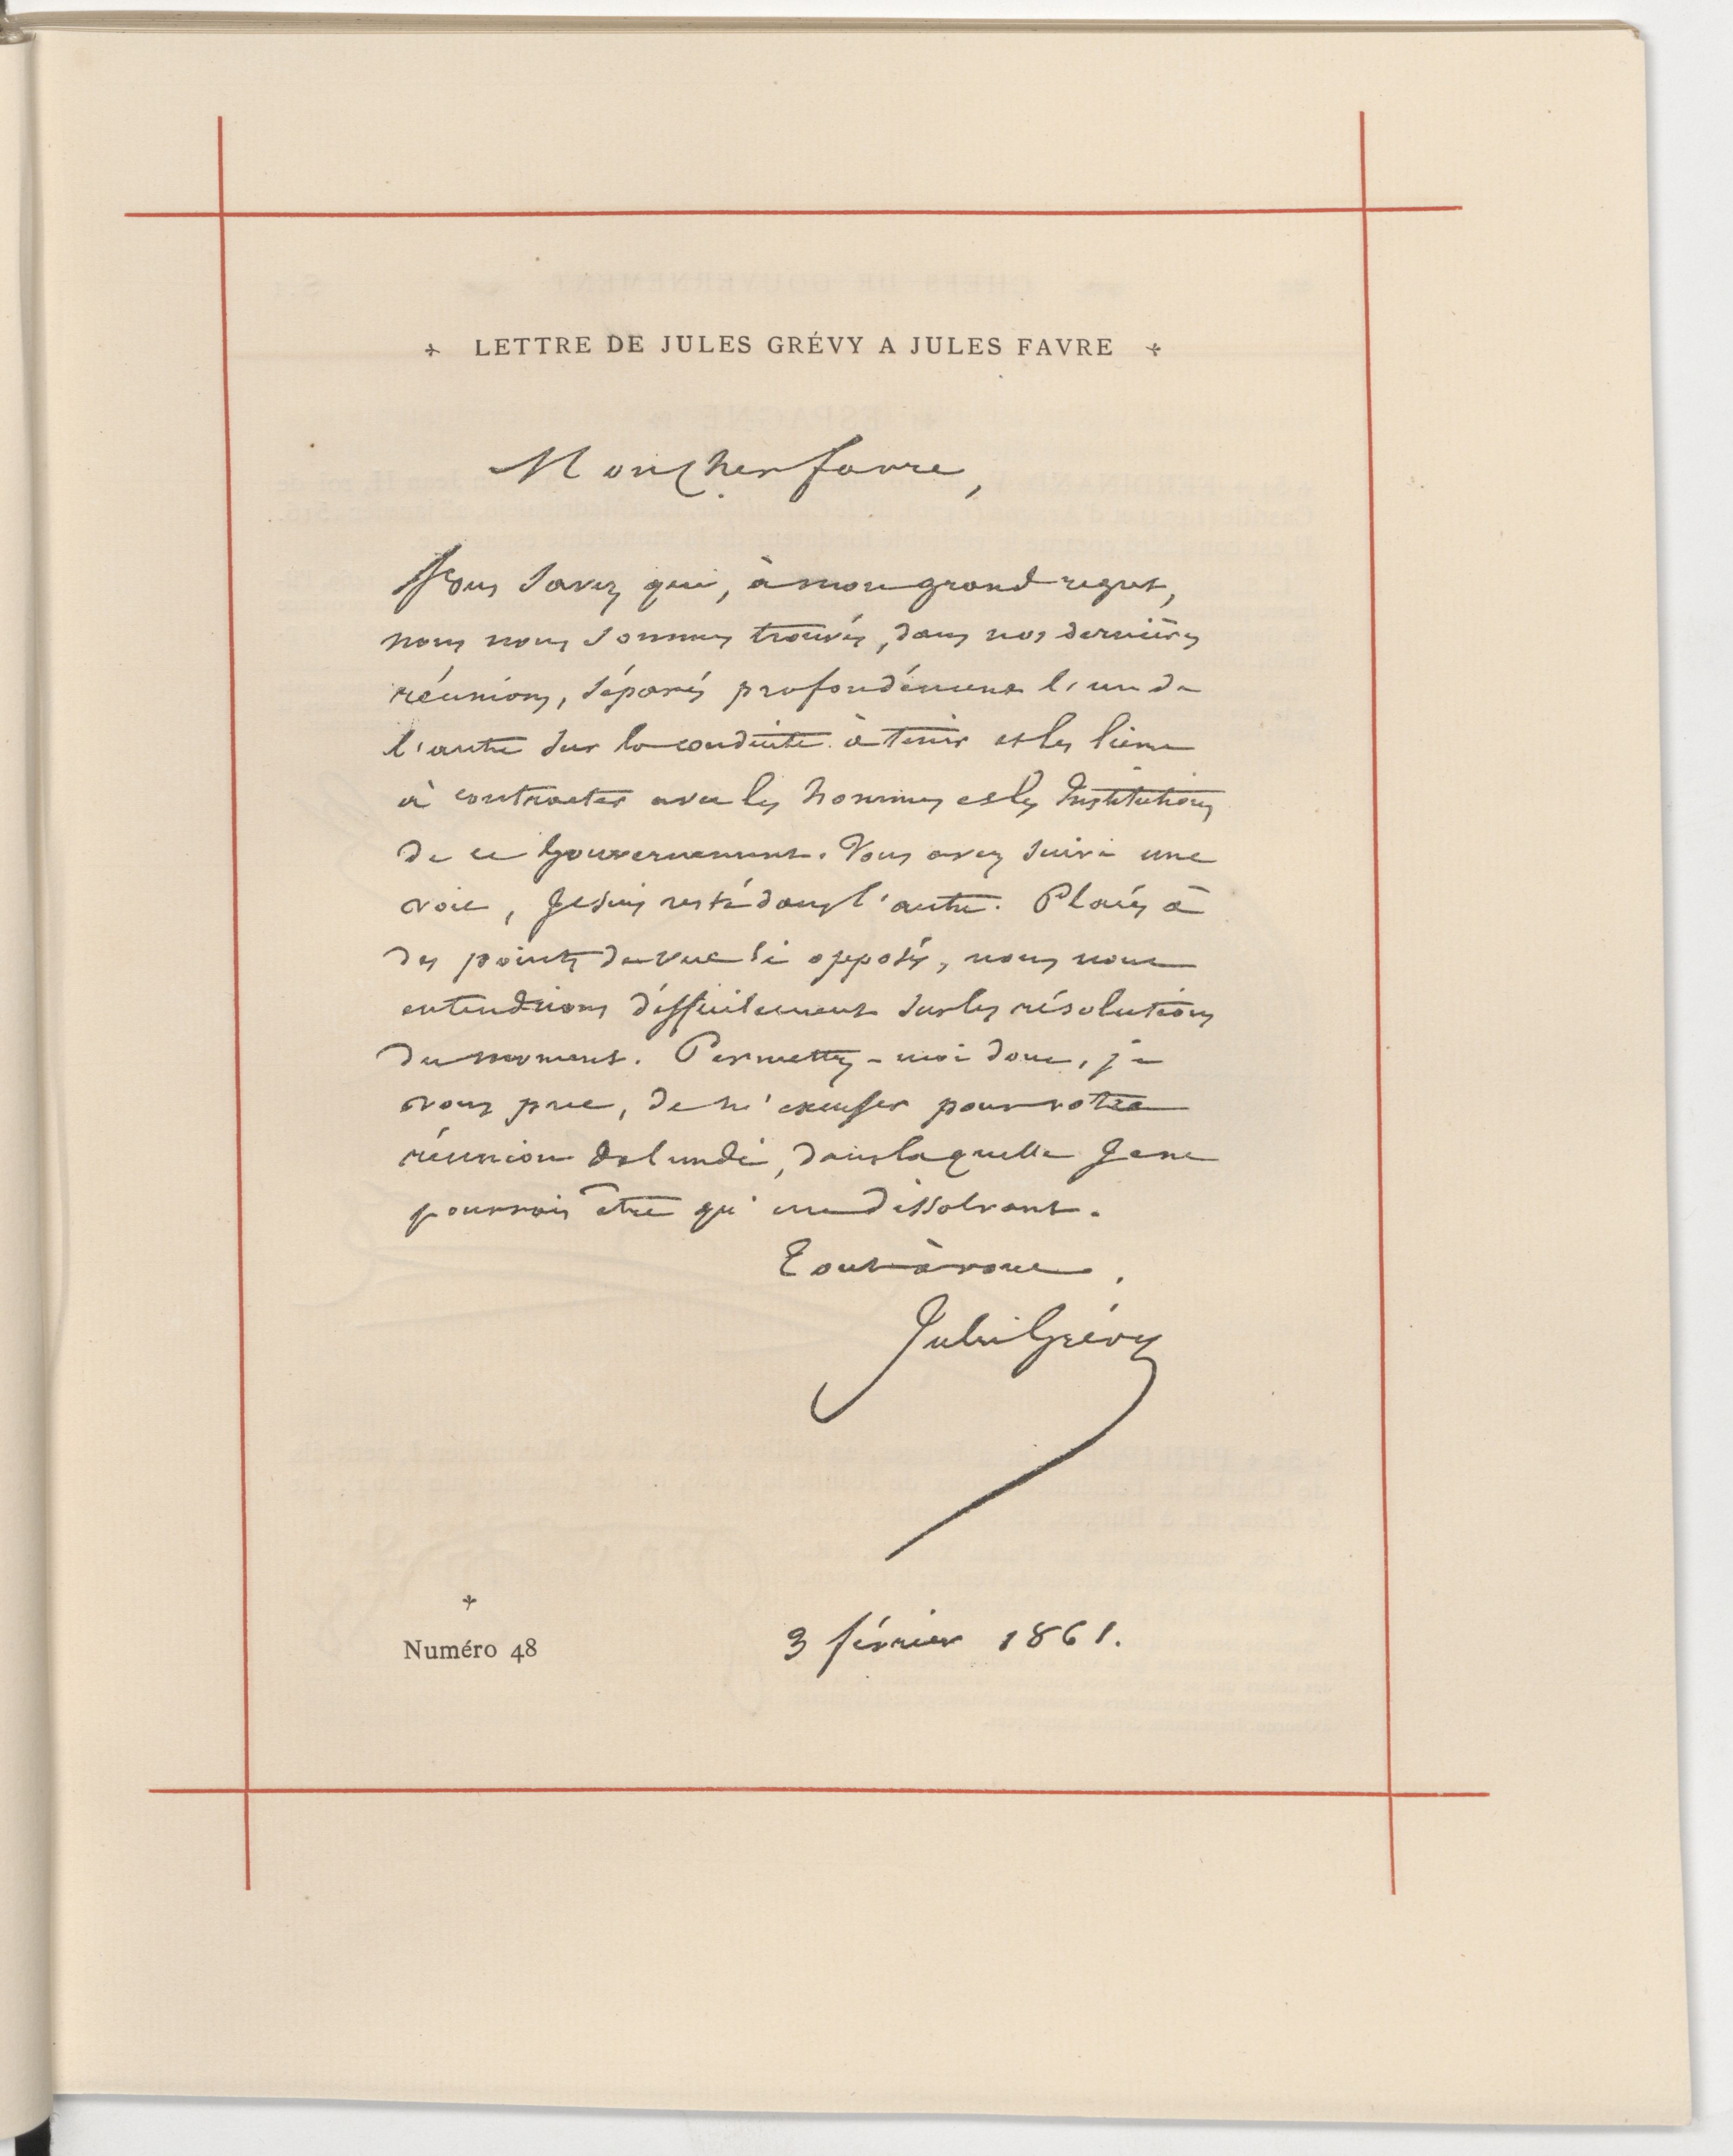 LETTRE DE JULES GRÉVY A JULES FAVRE
Mon cher favre,
Vous savez que, à mon grand regret,
nous nous sommes trouvés, dans nos dernières
réunions, séparés profondément l'un de
l'autre sur la conduite à tenir et les liens
à contracter avec les hommes et les Institutions
de ce Gouvernement. Vous avez suivi une
voie, Je suis resté dans l'autre. Placés à
des points de vue si opposés, nous nous
entendrions difficilement sur les résolutions
du moment. Permettez-moi donc, je
vous prie, de m'excuser pour votre
réunion de lundi, dans laquelle Je ne
pourrais être qu'un dissolvant.
Tout à vous.
Jules Grévy
3 février 1861.
Numéro 48